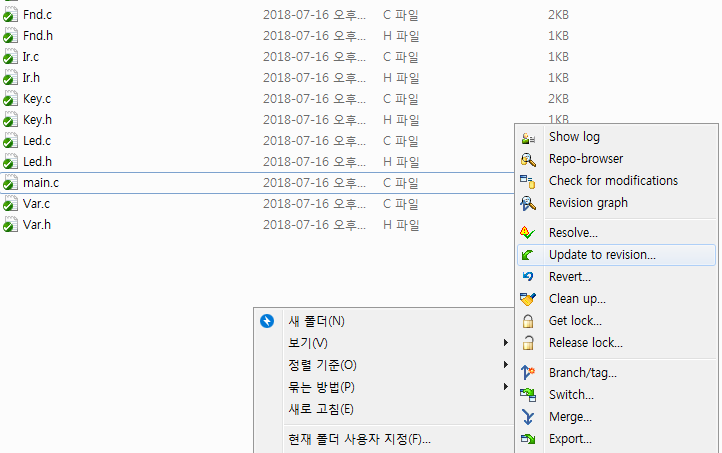 Fnd.c 2018-07-16 오후... C 파일 2KB
Fnd.h 2018-07-16 오후... H 파일 1KB
Ir.c 2018-07-16 오후... C 파일 1KB
Ir.h 2018-07-16 오후... H 파일 1KB
Key.c 2018-07-16 오후... C 파일 2KB
Key.h 2018-07-16 오후... H 파일 1KB
Led.c 2018-07-16 오후... C 파일
Led.h 2018-07-16 오후... H 파일
main.c 2018-07-16 오후... C 파일
Var.c 2018-07-16 오후... C 파일
Var.h 2018-07-16 오후... H 파일
Show log
Repo-browser
Check for modifications
Revision graph
Resolve...
Update to revision...
Revert...
Clean up...
Get lock...
Release lock...
Branch/tag...
Switch...
Merge...
Export...
새 폴더(N)
보기(V)
정렬 기준(O)
묶는 방법(P)
새로 고침(E)
현재 폴더 사용자 지정(F)...